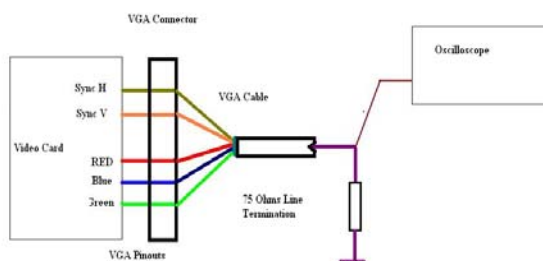 VGA Connector
Oscilloscope
Sync H
VGA Cable
Sync V
Video Card
RED
Blue
Green
75 Ohms Line
Termination
VGA Pinouts